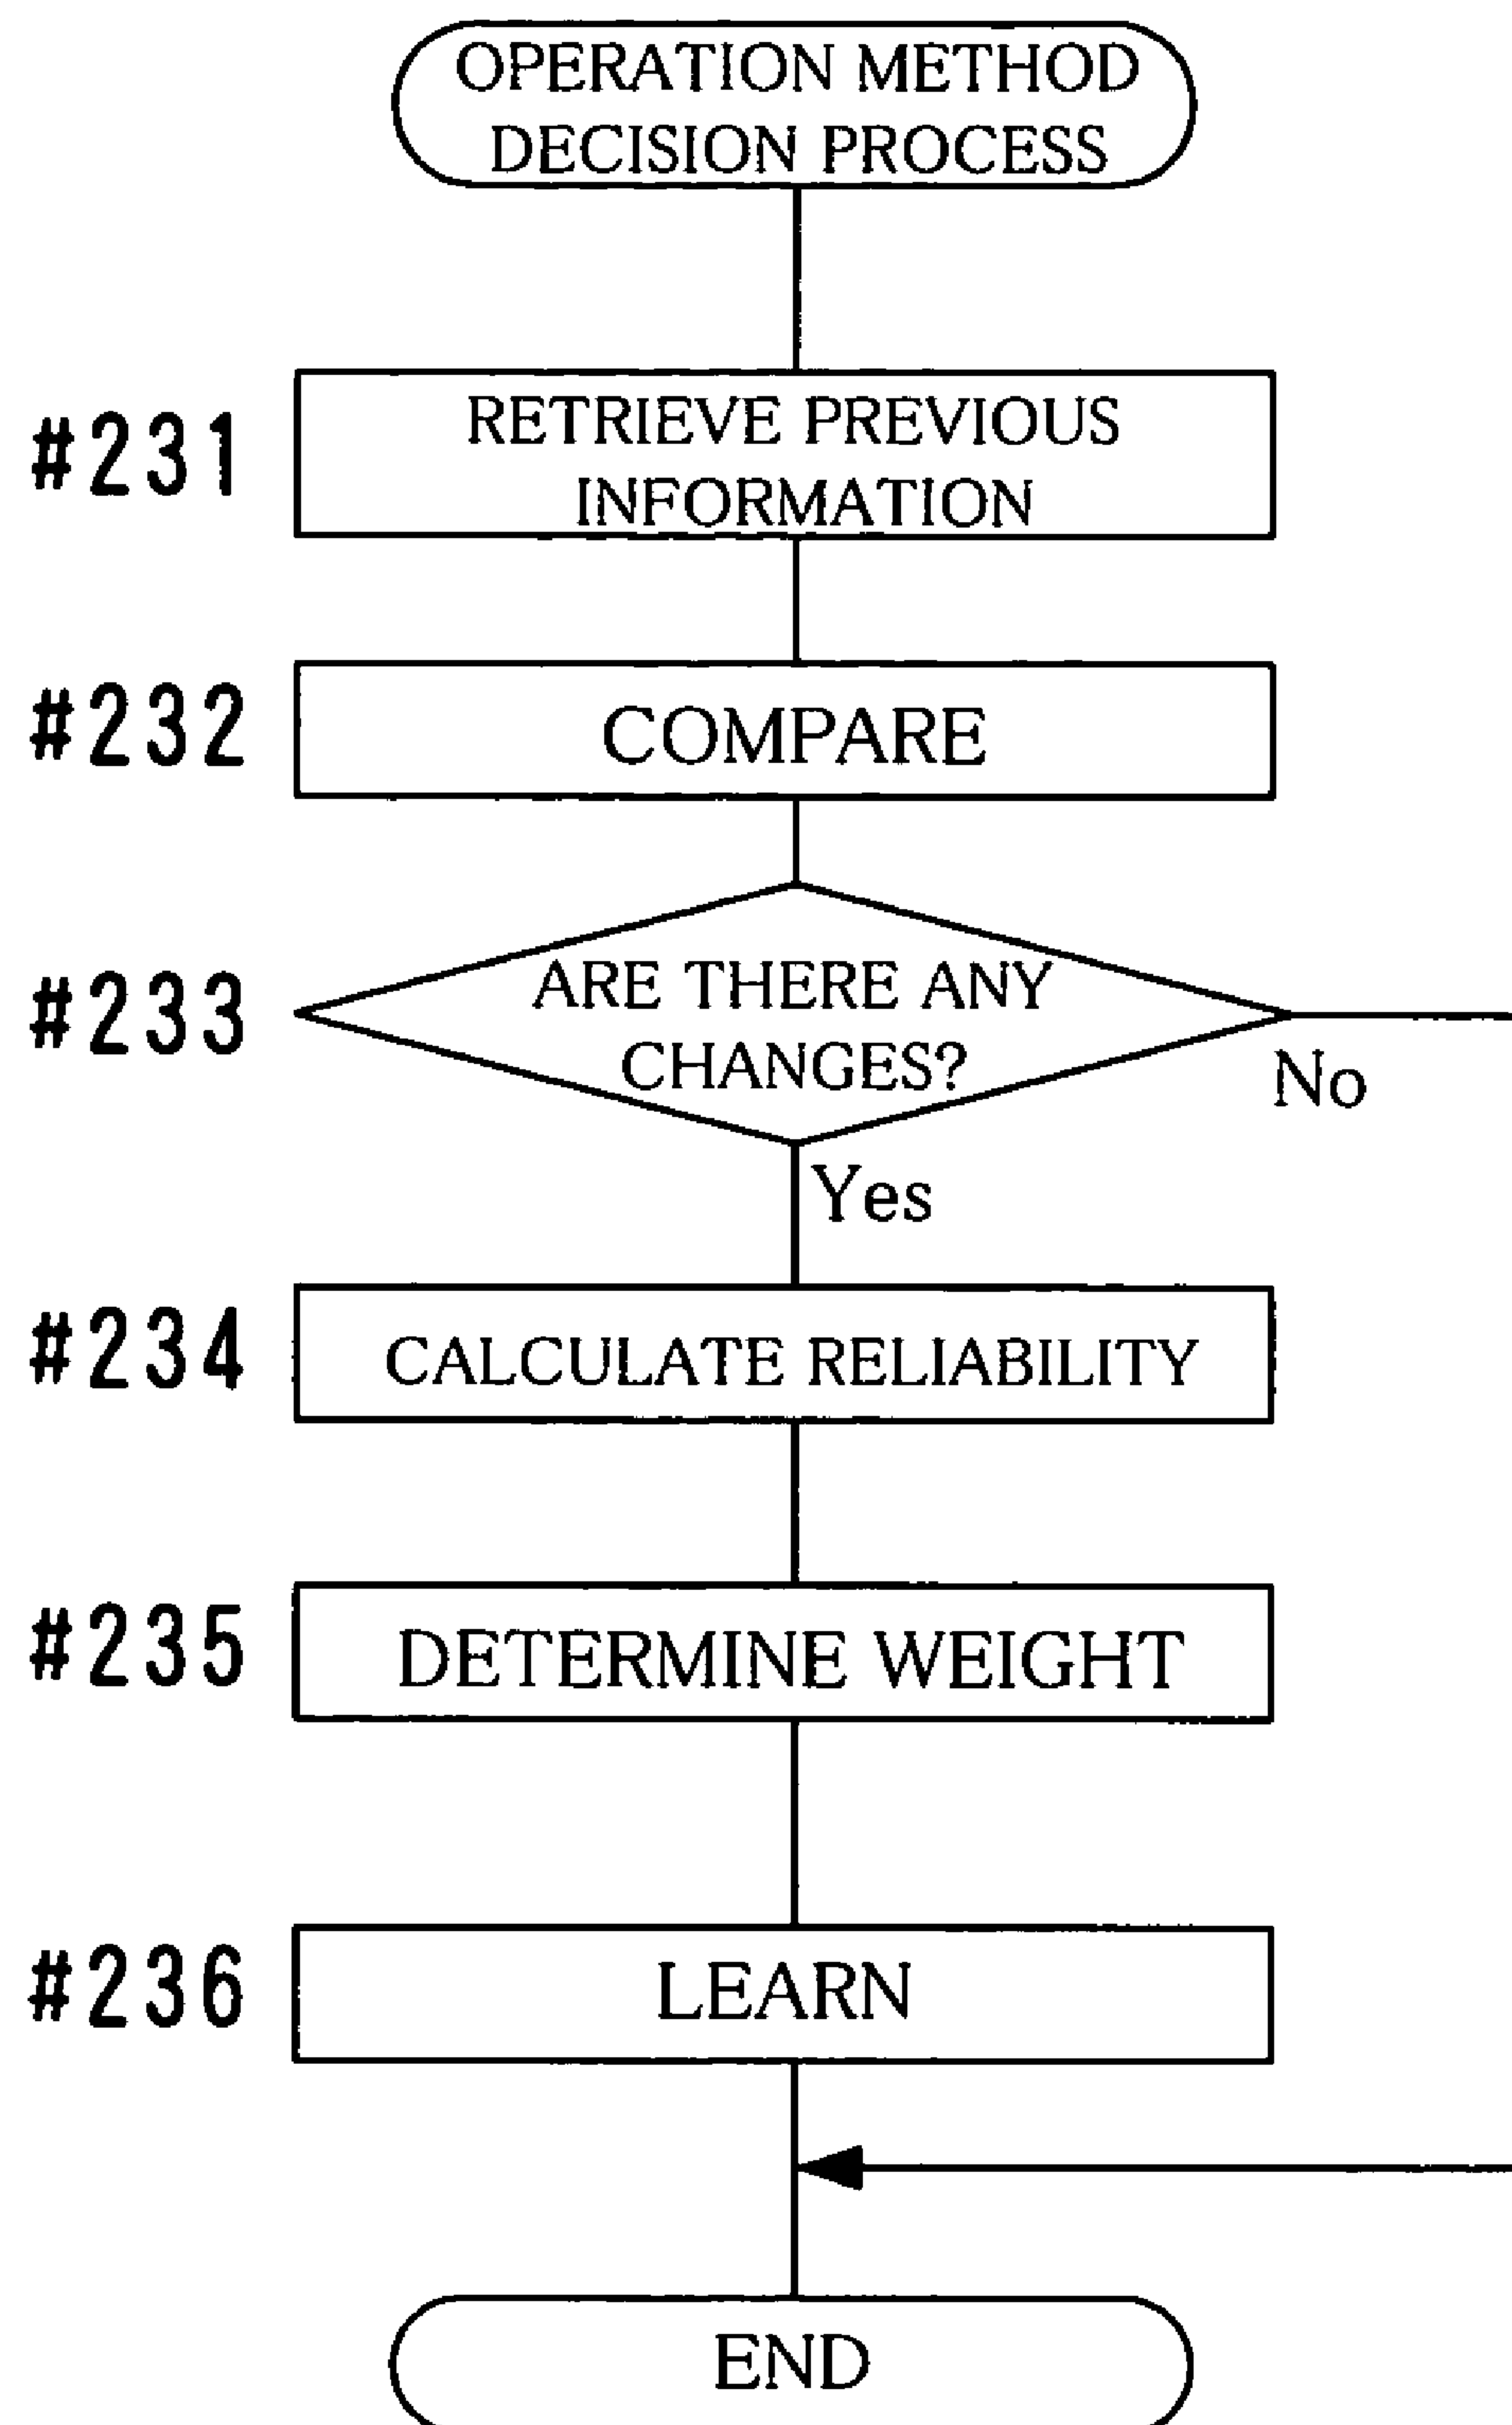 OPERATION METHOD
DECISION PROCESS
#231
RETRIEVE PREVIOUS
INFORMATION
#232
COMPARE
#233
ARE THERE ANY
CHANGES?
No
Yes
#234
CALCULATE RELIABILITY
#235
DETERMINE WEIGHT
#236
LEARN
END